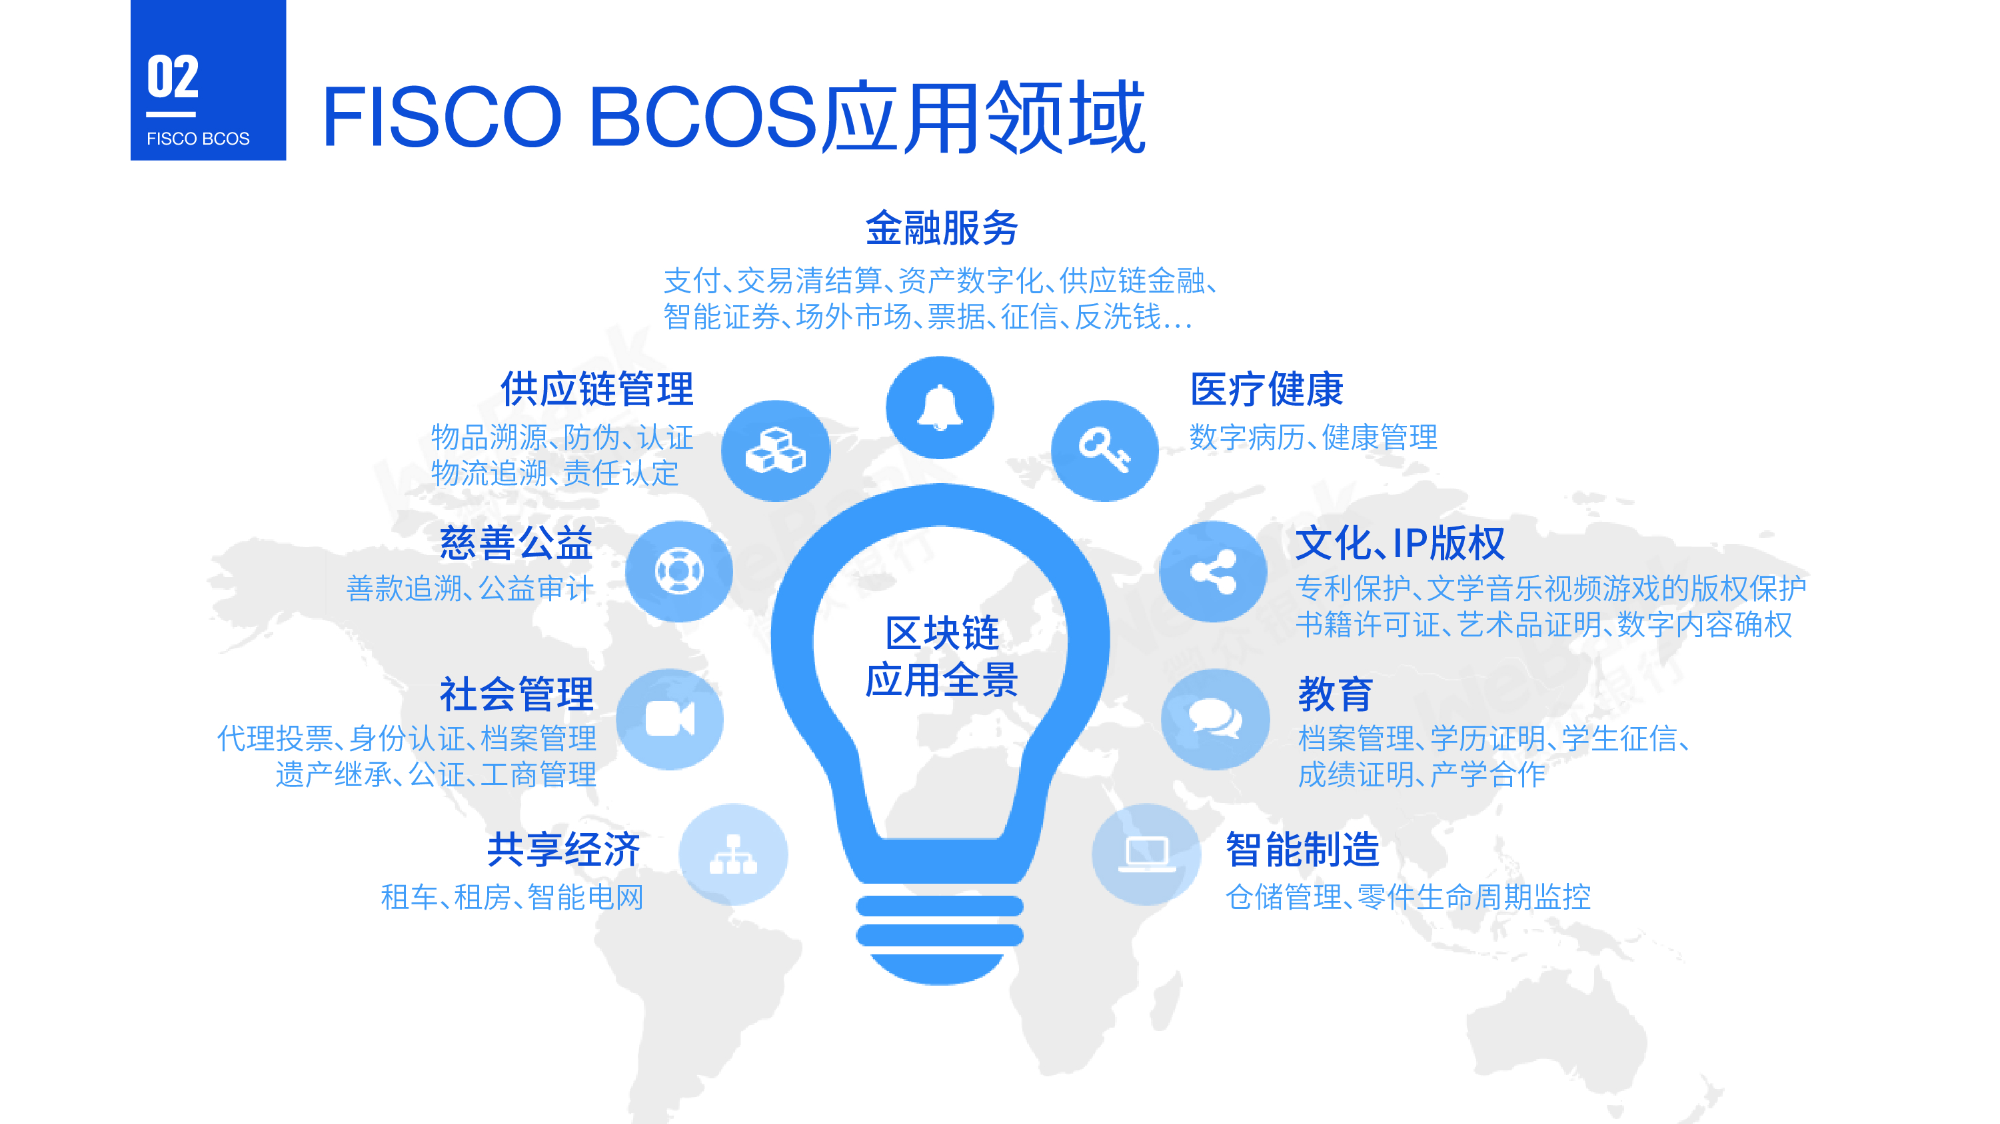 02
FISCO BCOS
FISCO BCOS应用领域
金融服务
支付、交易清结算、资产数字化、供应链金融、
智能证券、场外市场、票据、征信、反洗钱...
供应链管理
物品溯源、防伪、认证
物流追溯、责任认定
医疗健康
数字病历、健康管理
慈善公益
善款追溯、公益审计
文化、IP版权
专利保护、文学音乐视频游戏的版权保护
书籍许可证、艺术品证明、数字内容确权
区块链
应用全景
社会管理
代理投票、身份认证、档案管理
遗产继承、公证、工商管理
教育
档案管理、学历证明、学生征信、
成绩证明、产学合作
共享经济
租车、租房、智能电网
智能制造
仓储管理、零件生命周期监控